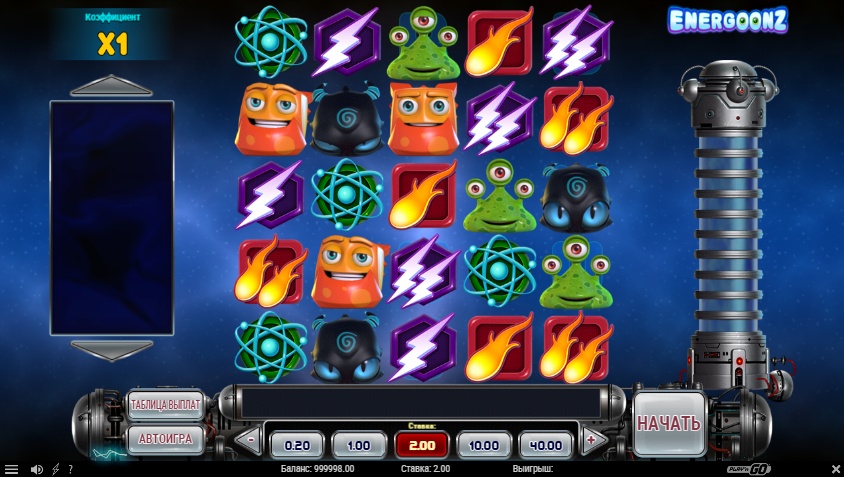 Коэффициент
X1
ENERGOONZ
ТАБЛИЦА ВЫПЛАТ
АВТОИГРА
Ставка:
-
0.20
1.00
2.00
10.00
40.00
+
НАЧАТЬ
?
Баланс: 999998.00
Ставка: 2.00
Выигрыш:
PLAY'N GO